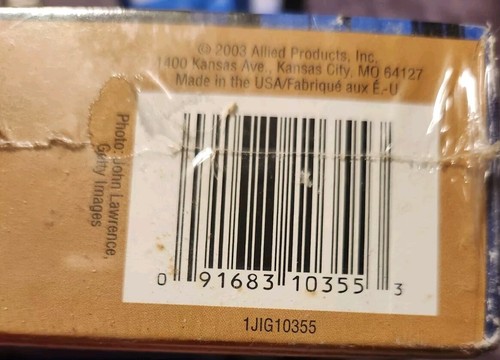 © 2003 Allied Products, Inc.
1400 Kansas Ave., Kansas City, MO 64127
Made in the USA/Fabriqué aux É.-U.
Photo: John Lawrence,
Getty Images
0 91683 10355 3
1JIG10355